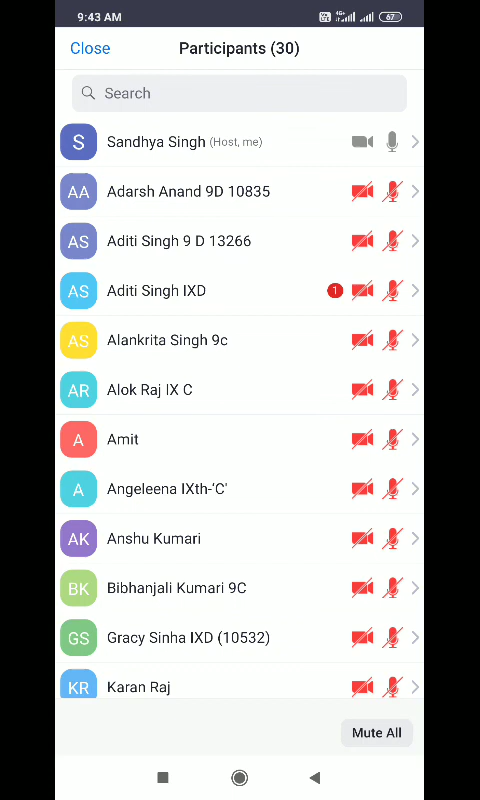 9:43 AM 4G+ 67
Close Participants (30)
Search
S Sandhya Singh (Host, me)
AA Adarsh Anand 9D 10835
AS Aditi Singh 9 D 13266
AS Aditi Singh IXD 1
AS Alankrita Singh 9c
AR Alok Raj IX C
A Amit
A Angeleena IXth-'C'
AK Anshu Kumari
BK Bibhanjali Kumari 9C
GS Gracy Sinha IXD (10532)
KR Karan Raj
Mute All